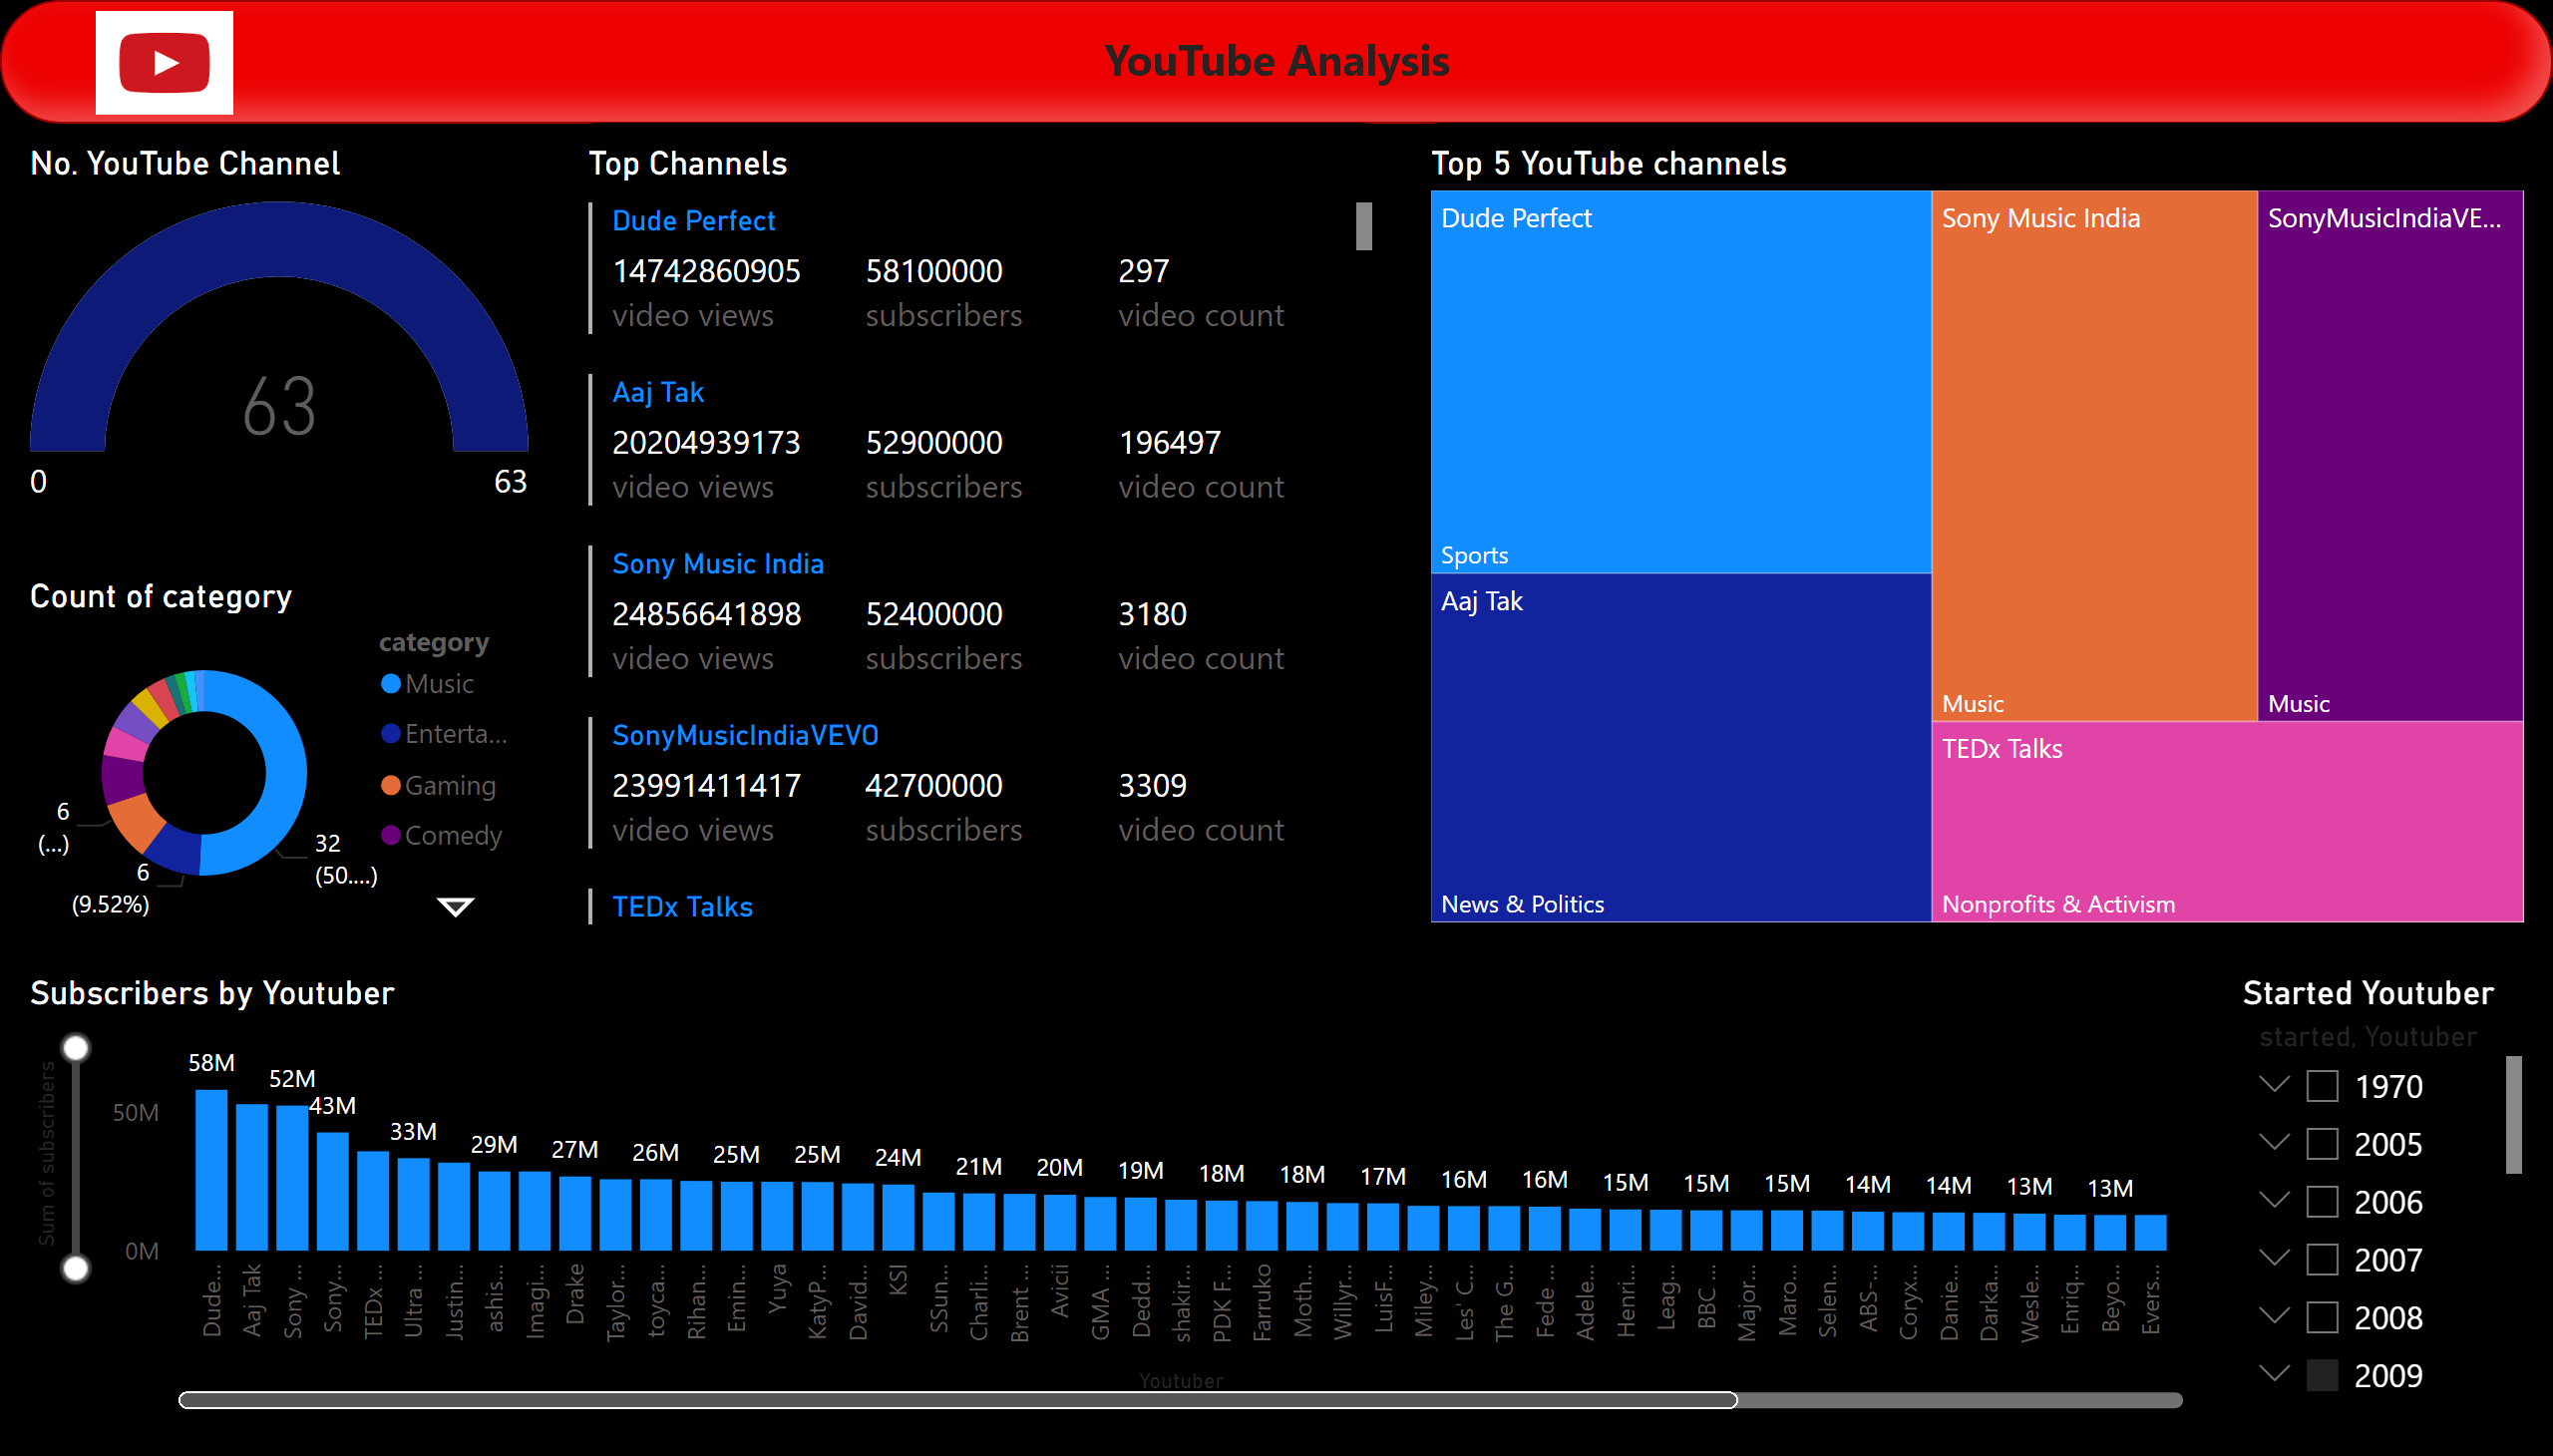 YouTube Analysis
No. YouTube Channel
63
0
63
Top Channels
Dude Perfect
14742860905 58100000 297
video views subscribers video count
Aaj Tak
20204939173 52900000 196497
video views subscribers video count
Sony Music India
24856641898 52400000 3180
video views subscribers video count
SonyMusicIndiaVEVO
23991411417 42700000 3309
video views subscribers video count
TEDx Talks
Top 5 YouTube channels
Dude Perfect
Sports
Aaj Tak
News & Politics
Sony Music India
Music
SonyMusicIndiaVE...
Music
TEDx Talks
Nonprofits & Activism
Count of category
category
Music
Enterta...
Gaming
Comedy
6
(...)
6
(9.52%)
32
(50....)
Subscribers by Youtuber
Sum of subscribers
50M
0M
58M
52M
43M
33M
29M
27M
26M
25M
25M
24M
21M
20M
19M
18M
18M
17M
16M
16M
15M
15M
15M
14M
14M
13M
13M
Dude...
Aaj Tak
Sony ...
Sony...
TEDx ...
Ultra ...
Justin...
ashis...
Imagi...
Drake
Taylor...
toyca...
Rihan...
Emin...
Yuya
KatyP...
David...
KSI
SSun...
Charli...
Brent ...
Avicii
GMA ...
Dedd...
shakir...
PDK F...
Farruko
Moth...
Willyr...
LuisF...
Miley...
Les' C...
The G...
Fede ...
Adele...
Henri...
Leag...
BBC ...
Major...
Maro...
Selen...
ABS-...
Coryx...
Danie...
Darka...
Wesle...
Enriq...
Beyo...
Evers...
Youtuber
Started Youtuber
started, Youtuber
1970
2005
2006
2007
2008
2009